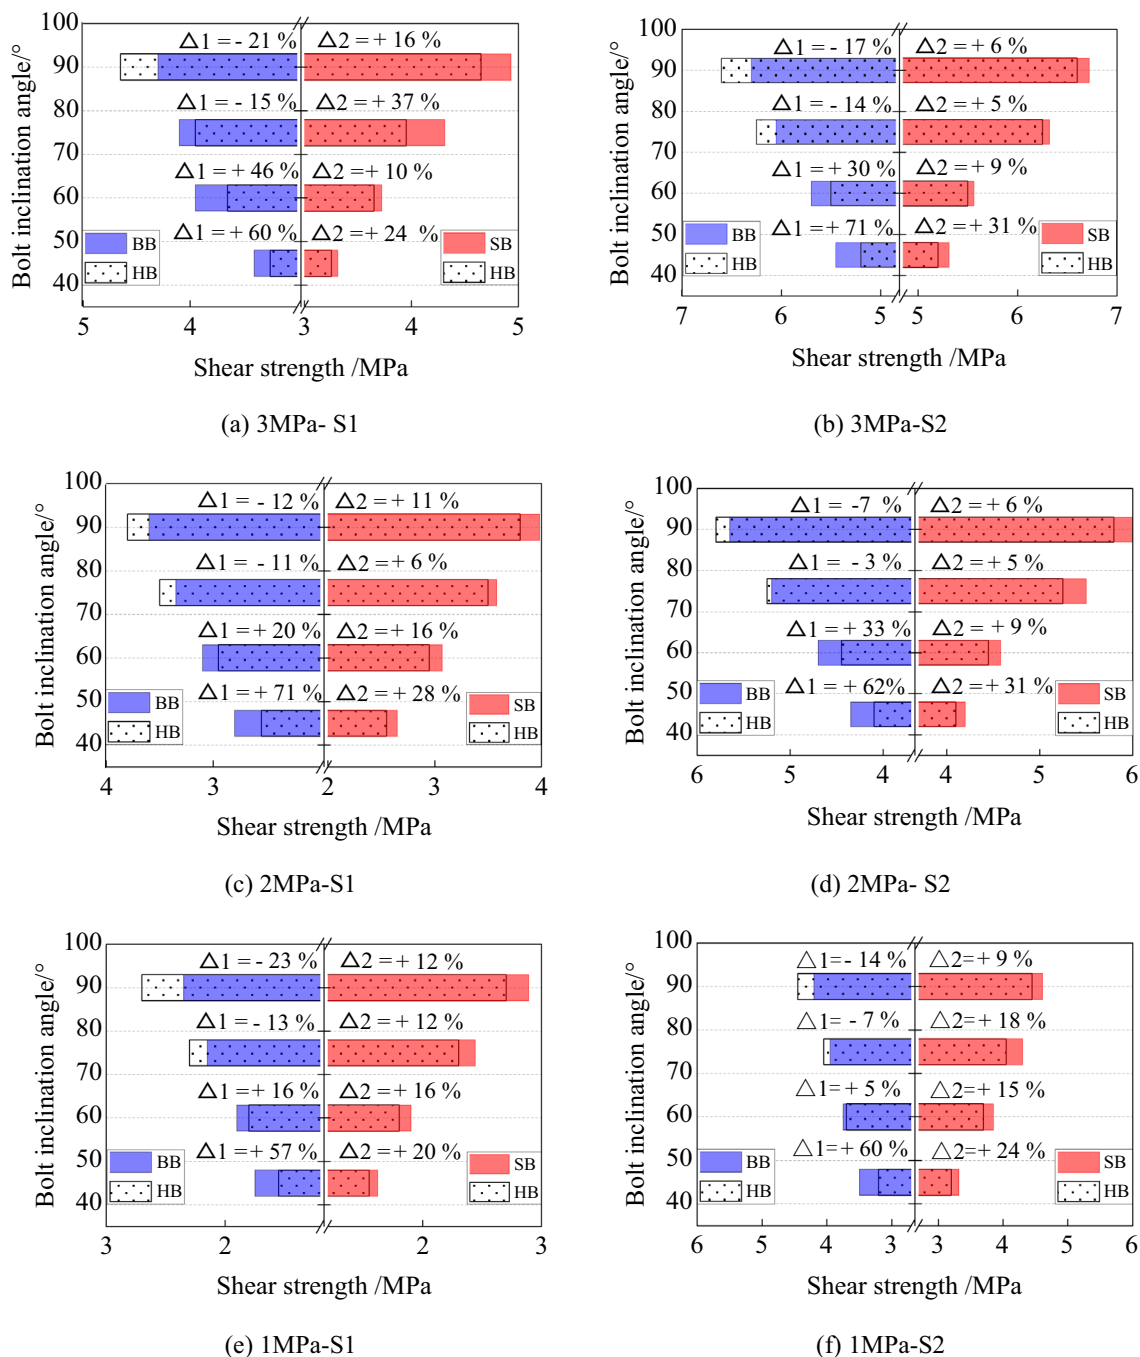 100
90
80
70
60
50
40
Bolt inclination angle/°
△1 = - 21 %
△2 = + 16 %
△1 = - 15 %
△2 = + 37 %
△1 = + 46 %
△2 = + 10 %
△1 = + 60 %
△2 = + 24 %
BB
HB
SB
HB
5 4 3 3 4 5
Shear strength /MPa
(a) 3MPa- S1
100
90
80
70
60
50
40
Bolt inclination angle/°
△1 = - 17 %
△2 = + 6 %
△1 = - 14 %
△2 = + 5 %
△1 = + 30 %
△2 = + 9 %
△1 = + 71 %
△2 = + 31 %
BB
HB
SB
HB
7 6 5 5 6 7
Shear strength /MPa
(b) 3MPa-S2
100
90
80
70
60
50
40
Bolt inclination angle/°
△1 = - 12 %
△2 = + 11 %
△1 = - 11 %
△2 = + 6 %
△1 = + 20 %
△2 = + 16 %
△1 = + 71 %
△2 = + 28 %
BB
HB
SB
HB
4 3 2 2 3 4
Shear strength /MPa
(c) 2MPa-S1
100
90
80
70
60
50
40
Bolt inclination angle/°
△1 = -7 %
△2 = + 6 %
△1 = - 3 %
△2 = + 5 %
△1 = + 33 %
△2 = + 9 %
△1 = + 62%
△2 = + 31 %
BB
HB
SB
HB
6 5 4 4 5 6
Shear strength /MPa
(d) 2MPa- S2
100
90
80
70
60
50
40
Bolt inclination angle/°
△1 = - 23 %
△2 = + 12 %
△1 = - 13 %
△2 = + 12 %
△1 = + 16 %
△2 = + 16 %
△1 = + 57 %
△2 = + 20 %
BB
HB
SB
HB
3 2 2 3
Shear strength /MPa
(e) 1MPa-S1
100
90
80
70
60
50
40
Bolt inclination angle/°
△1= - 14 %
△2= + 9 %
△1= - 7 %
△2= + 18 %
△1= + 5 %
△2= + 15 %
△1= + 60 %
△2= + 24 %
BB
HB
SB
HB
6 5 4 3 3 4 5 6
Shear strength /MPa
(f) 1MPa-S2